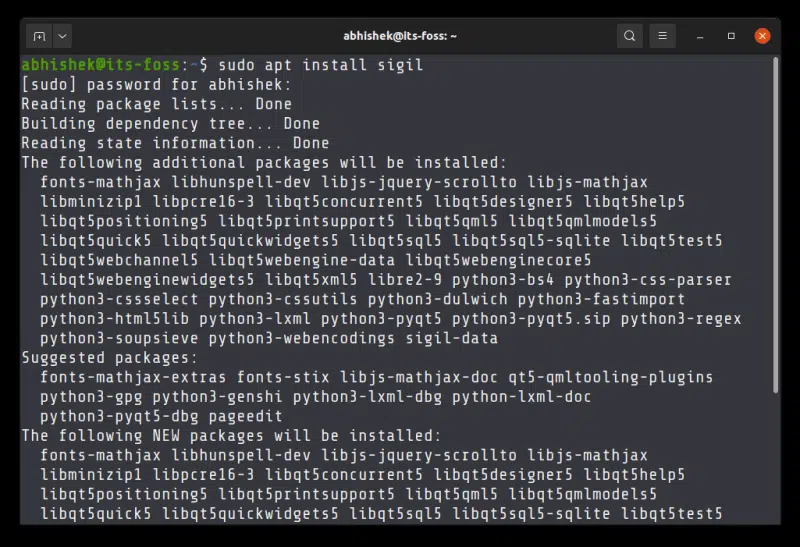 abhishek@its-foss: ~
abhishek@its-foss:~$ sudo apt install sigil
[sudo] password for abhishek:
Reading package lists... Done
Building dependency tree... Done
Reading state information... Done
The following additional packages will be installed:
fonts-mathjax libhunspell-dev libjs-jquery-scrollto libjs-mathjax
libminizip1 libpcre16-3 libqt5concurrent5 libqt5designer5 libqt5help5
libqt5positioning5 libqt5printsupport5 libqt5qml5 libqt5qmlmodels5
libqt5quick5 libqt5quickwidgets5 libqt5sql5 libqt5sql5-sqlite libqt5test5
libqt5webchannel5 libqt5webengine-data libqt5webenginecore5
libqt5webenginewidgets5 libqt5xml5 libre2-9 python3-bs4 python3-css-parser
python3-cssselect python3-cssutils python3-dulwich python3-fastimport
python3-html5lib python3-lxml python3-pyqt5 python3-pyqt5.sip python3-regex
python3-soupsieve python3-webencodings sigil-data
Suggested packages:
fonts-mathjax-extras fonts-stix libjs-mathjax-doc qt5-qmltooling-plugins
python3-gpg python3-genshi python3-lxml-dbg python-lxml-doc
python3-pyqt5-dbg pageedit
The following NEW packages will be installed:
fonts-mathjax libhunspell-dev libjs-jquery-scrollto libjs-mathjax
libminizip1 libpcre16-3 libqt5concurrent5 libqt5designer5 libqt5help5
libqt5positioning5 libqt5printsupport5 libqt5qml5 libqt5qmlmodels5
libqt5quick5 libqt5quickwidgets5 libqt5sql5 libqt5sql5-sqlite libqt5test5